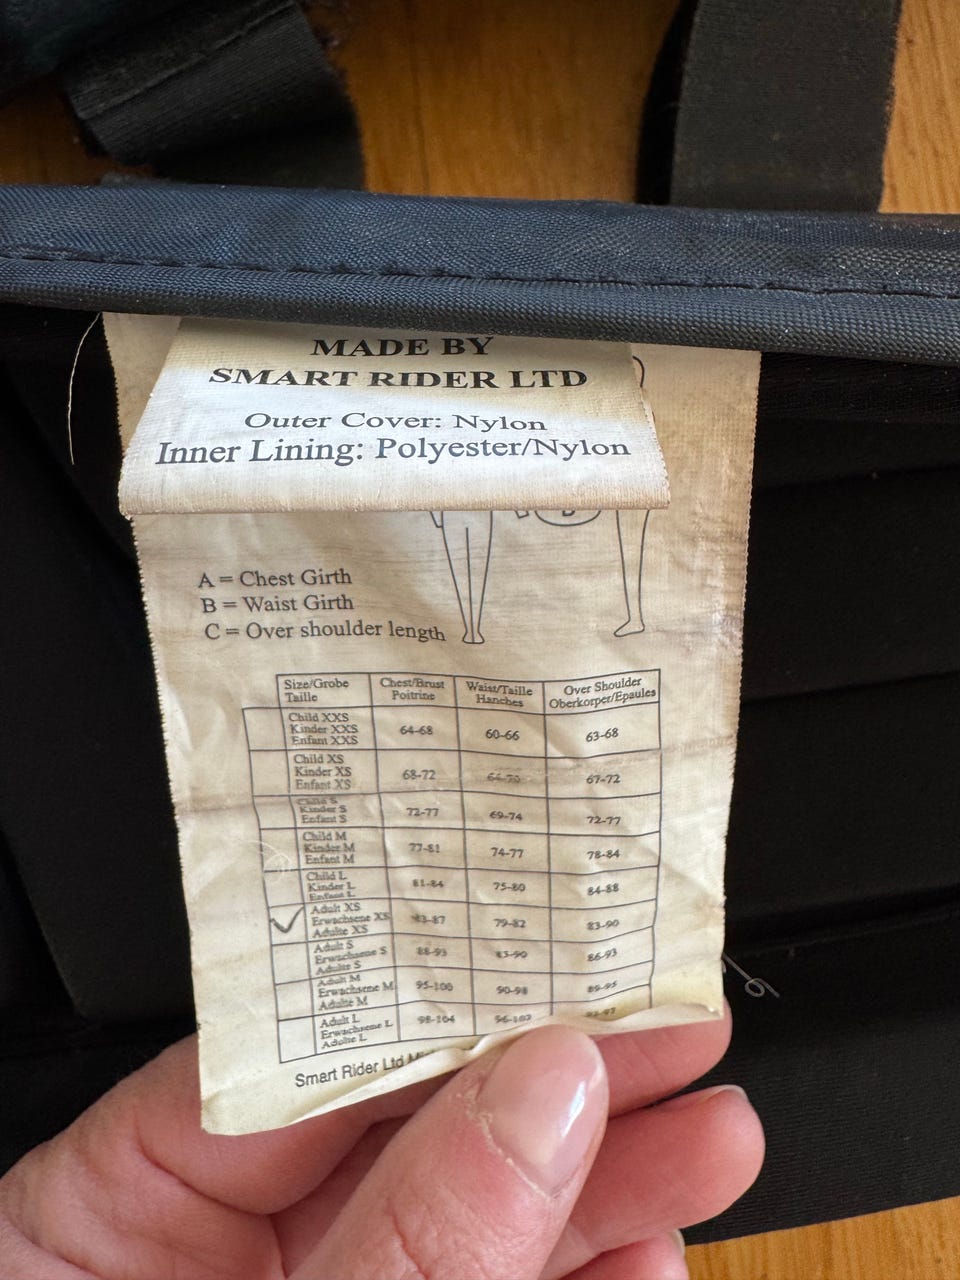 MADE BY
SMART RIDER LTD
Outer Cover: Nylon
Inner Lining: Polyester/Nylon
B
A = Chest Girth
B = Waist Girth
C = Over shoulder length
Size/Grobe Taille Chest/Brust Poitrine Waist/Taille Hanches Over Shoulder Oberkorper/Epaules
Child XXS Kinder XXS Enfant XXS 64-68 60-66 63-68
Child XS Kinder XS Enfant XS 68-72 67-72
Child S Kinder S Enfant S 72-77 69-74 72-77
Child M Kinder M Enfant M 77-81 74-77 78-84
Child L Kinder L Enfant L 81-84 75-80 84-88
Adult XS Erwachsene XS Adulte XS 83-87 79-82 83-90
Adult S Erwachsene S Adulte S 88-93 83-90 86-93
Adult M Erwachsene M Adulte M 95-100 90-98 89-95
Adult L Erwachsene L Adulte L 98-104 96-102
Smart Rider Ltd